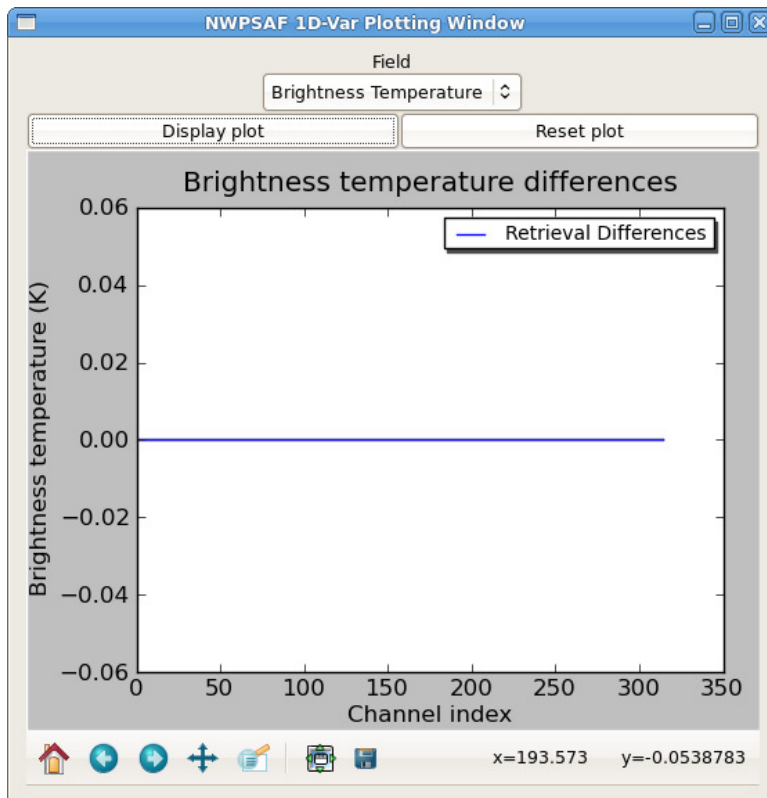 NWPSAF 1D-Var Plotting Window
Field
Brightness Temperature
Display plot Reset plot
Brightness temperature differences
Retrieval Differences
Brightness temperature (K)
0.06
0.04
0.02
0.00
−0.02
−0.04
−0.06
0 50 100 150 200 250 300 350
Channel index
x=193.573 y=-0.0538783